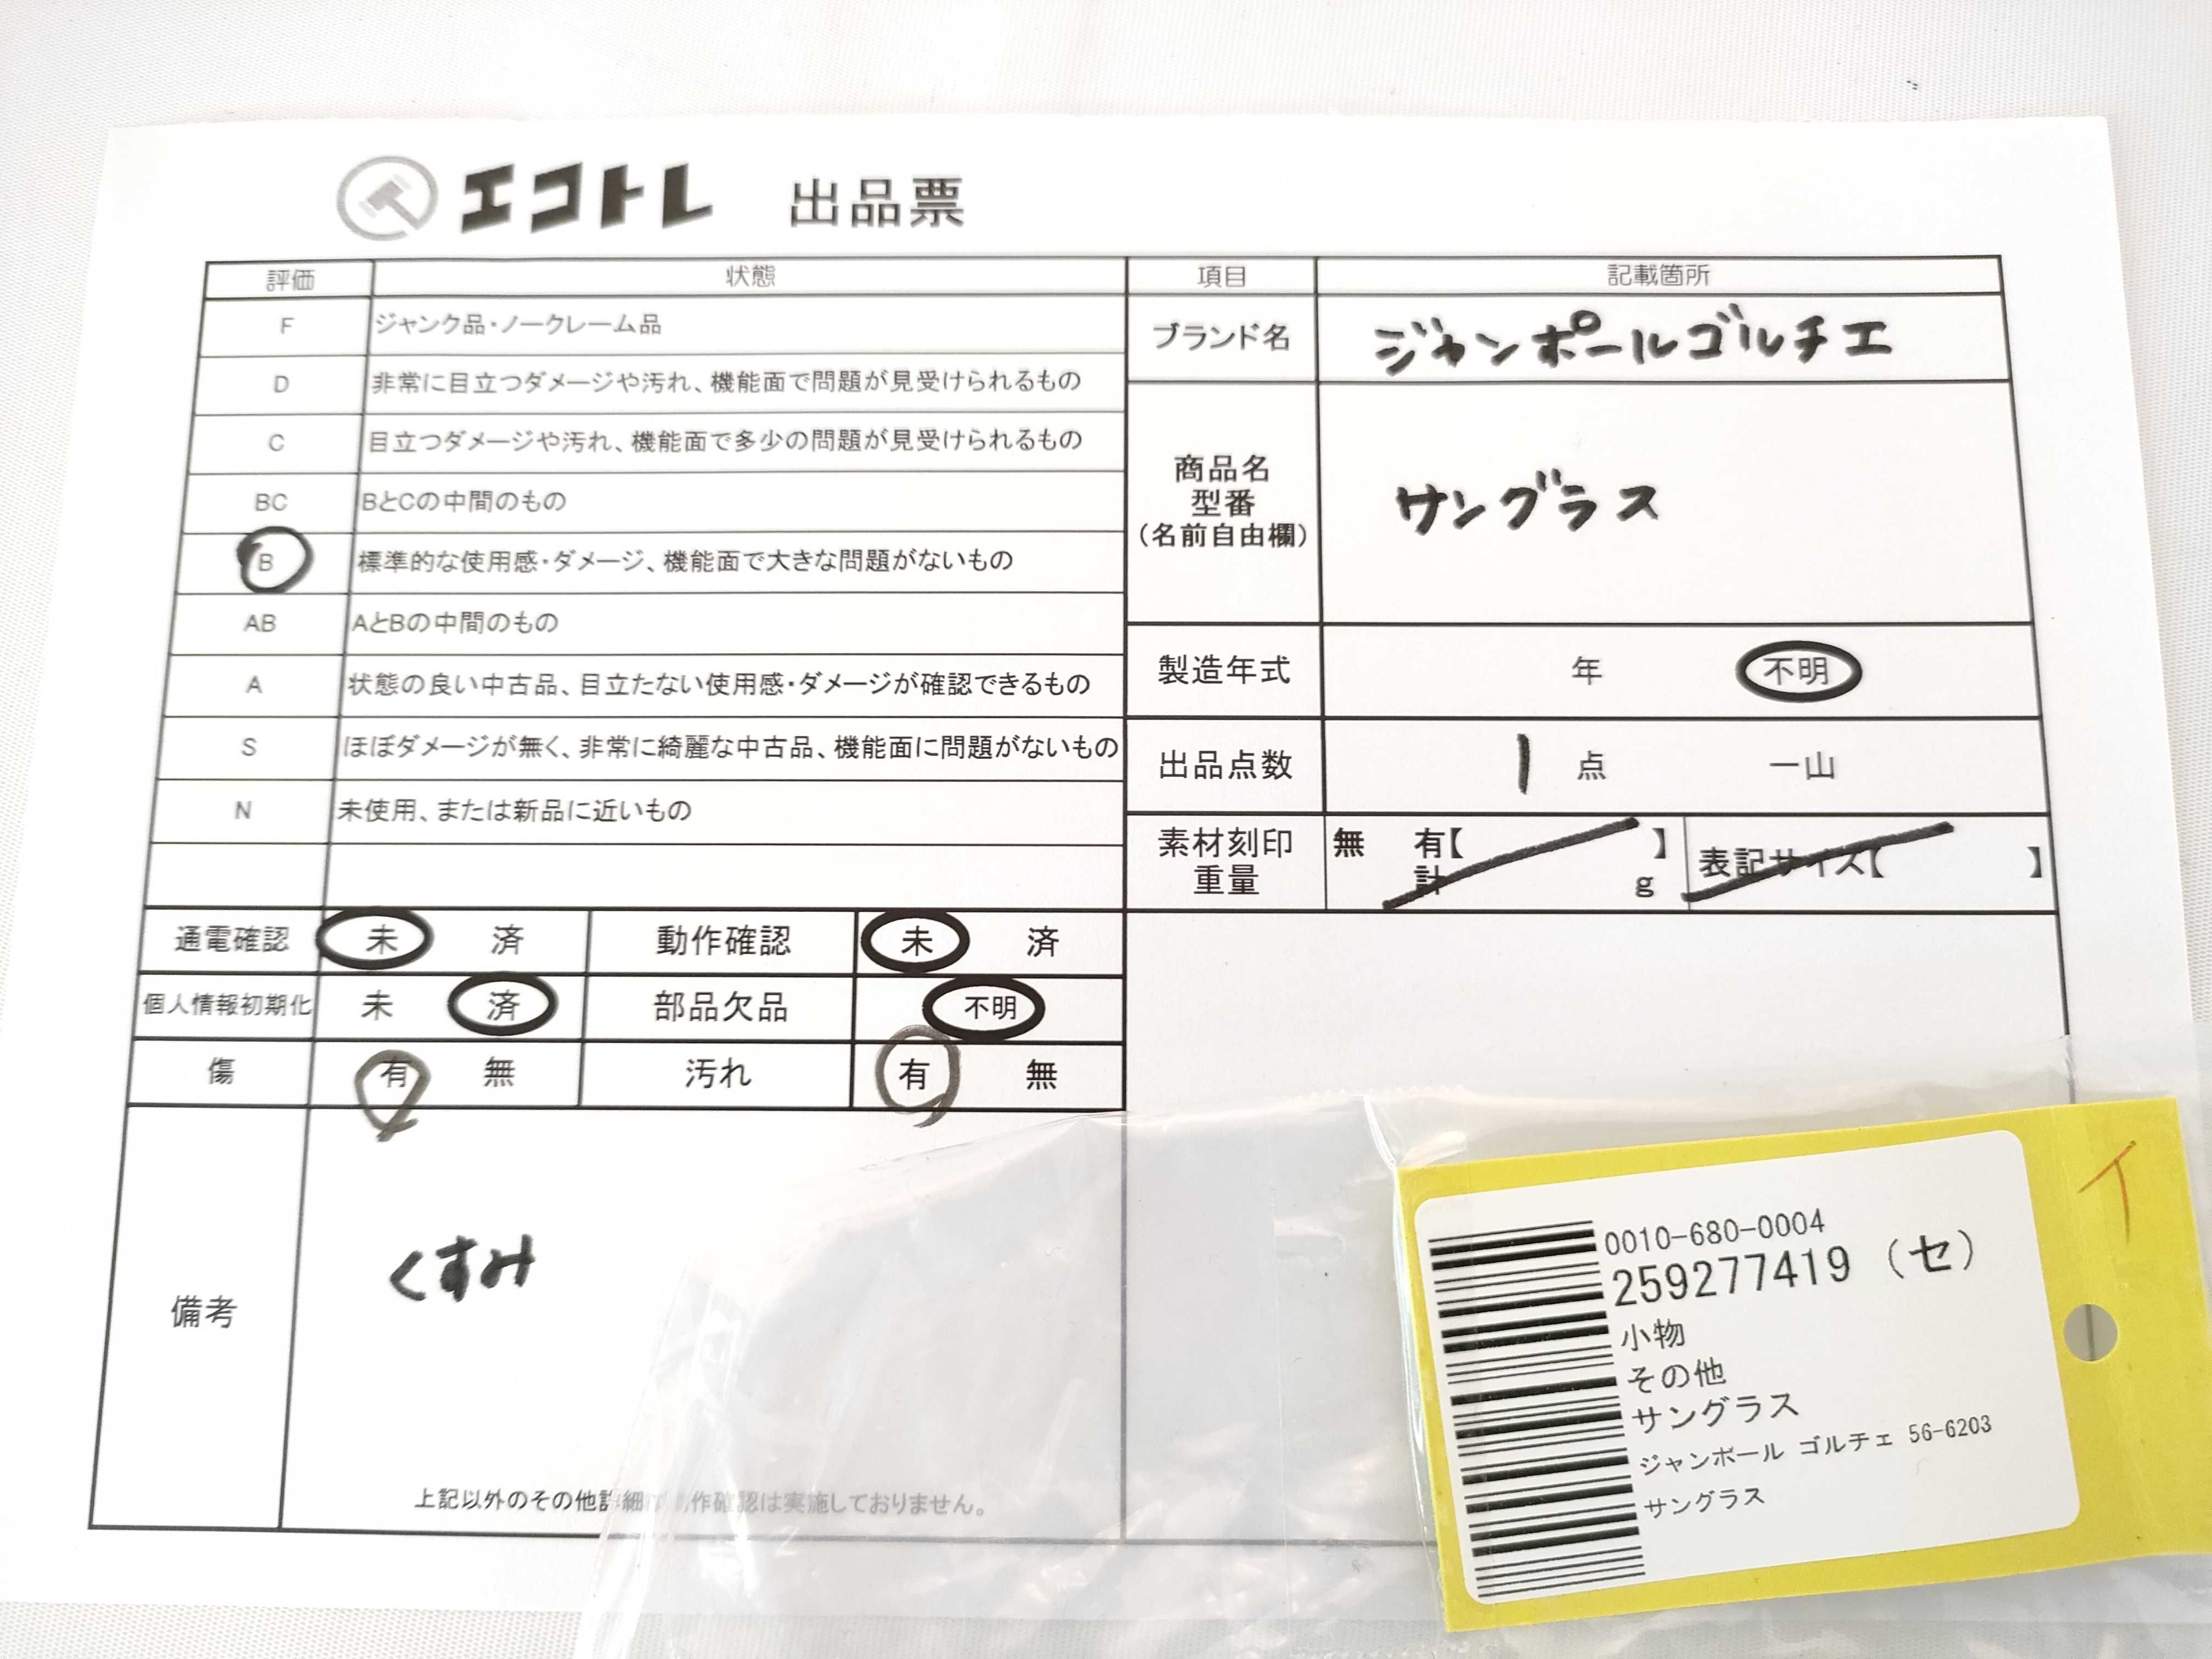 エコトレ 出品票
評価 状態
F ジャンク品・ノークレーム品
D 非常に目立つダメージや汚れ、機能面で問題が見受けられるもの
C 目立つダメージや汚れ、機能面で多少の問題が見受けられるもの
BC BとCの中間のもの
B 標準的な使用感・ダメージ、機能面で大きな問題がないもの
AB AとBの中間のもの
A 状態の良い中古品、目立たない使用感・ダメージが確認できるもの
S ほぼダメージが無く、非常に綺麗な中古品、機能面に問題がないもの
N 未使用、または新品に近いもの
項目 記載箇所
ブランド名 ジャンポールゴルチエ
商品名
型番
(名前自由欄)
サングラス
製造年式 年 不明
出品点数 1 点 一山
素材刻印
重量
無 有【 】
計 g
表記サイズ【 】
通電確認 未 済 動作確認 未 済
個人情報初期化 未 済 部品欠品 不明
傷 有 無 汚れ 有 無
備考 くすみ
上記以外のその他詳細な動作確認は実施しておりません。
イ
0010-680-0004
259277419 (セ)
小物
その他
サングラス
ジャンポール ゴルチェ 56-6203
サングラス